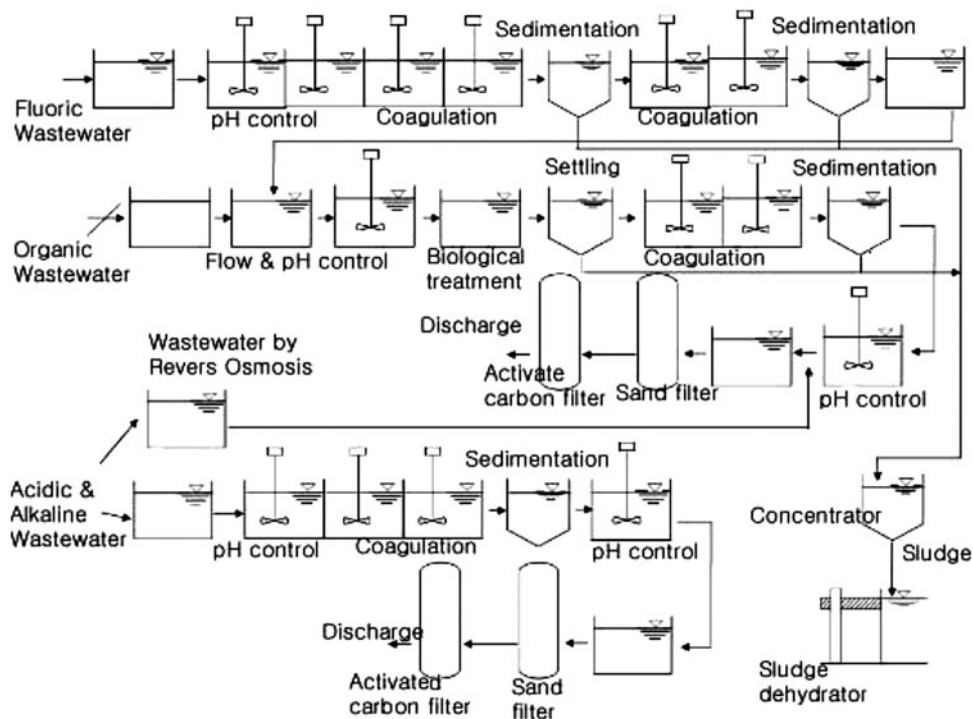 Sedimentation
Sedimentation
Fluoric
Wastewater
pH control
Coagulation
Coagulation
Settling
Sedimentation
Organic
Wastewater
Flow & pH control
Biological
treatment
Coagulation
Discharge
Activate
carbon filter
Sand filter
pH control
Wastewater by
Revers Osmosis
Sedimentation
Acidic &
Alkaline
Wastewater
pH control
Coagulation
pH control
Concentrator
Sludge
Discharge
Activated
carbon filter
Sand
filter
Sludge
dehydrator